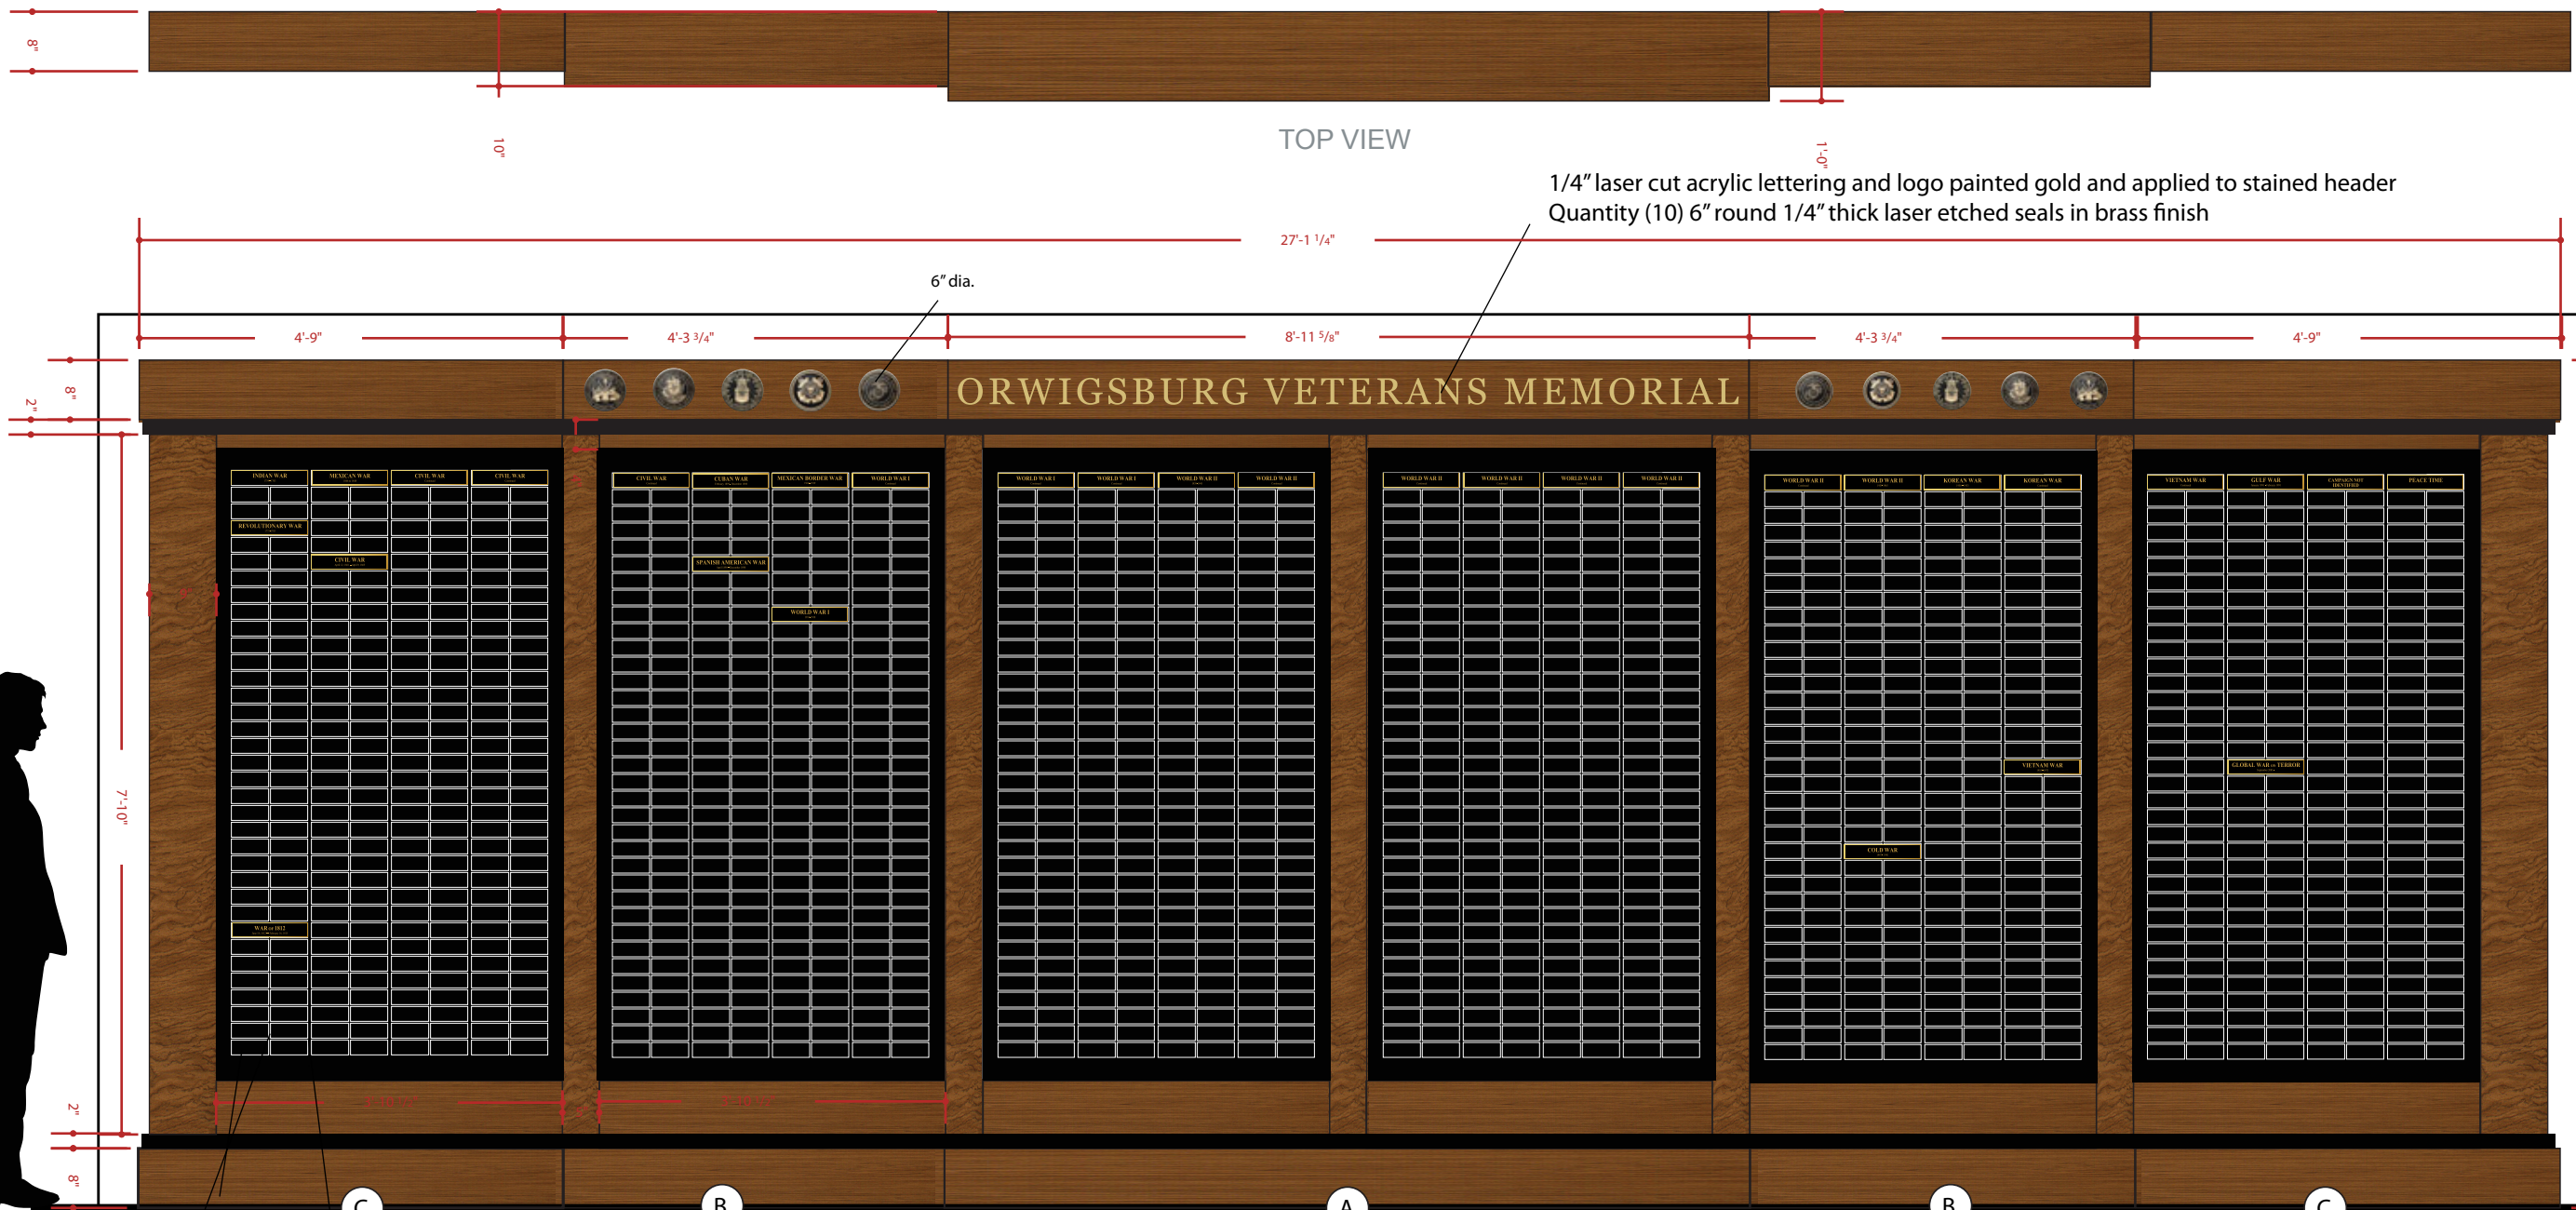 8"
10"
1'-0"
TOP VIEW
1/4" laser cut acrylic lettering and logo painted gold and applied to stained header
Quantity (10) 6" round 1/4" thick laser etched seals in brass finish
27'-1 1/4"
6" dia.
4'-9"
4'-3 3/4"
8'-11 5/8"
4'-3 3/4"
4'-9"
8"
2"
ORWIGSBURG VETERANS MEMORIAL
INDIAN WAR
MEXICAN WAR
CIVIL WAR
CIVIL WAR
REVOLUTIONARY WAR
CIVIL WAR
WAR OF 1812
CIVIL WAR
CUBAN WAR
MEXICAN BORDER WAR
WORLD WAR I
SPANISH AMERICAN WAR
WORLD WAR I
WORLD WAR I
WORLD WAR I
WORLD WAR II
WORLD WAR II
WORLD WAR II
WORLD WAR II
WORLD WAR II
WORLD WAR II
WORLD WAR II
WORLD WAR II
KOREAN WAR
KOREAN WAR
VIETNAM WAR
COLD WAR
VIETNAM WAR
GULF WAR
CAMPAIGN NOT
IDENTIFIED
PEACE TIME
GLOBAL WAR on TERROR
7'-10"
2"
8"
C
B
A
B
C